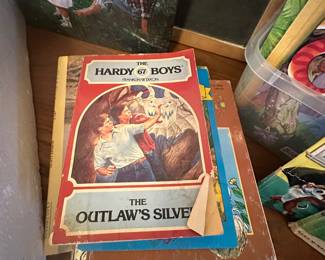 THE
HARDY 67 BOYS
FRANKLIN W. DIXON
THE
OUTLAW'S SILVE